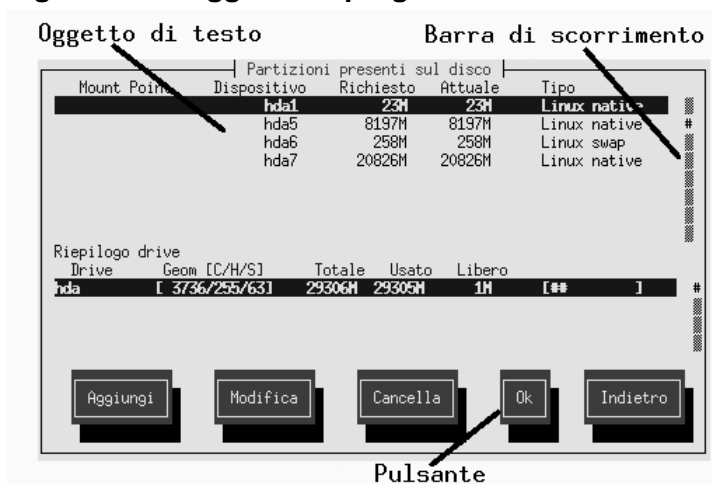 Oggetto di testo Barra di scorrimento
Partizioni presenti sul disco
Mount Poin Dispositivo Richiesto Attuale Tipo
hda1 23M 23M Linux native
hda5 8197M 8197M Linux native #
hda6 258M 258M Linux swap
hda7 20826M 20826M Linux native
Riepilogo drive
Drive Geom [C/H/S] Totale Usato Libero
hda [ 3736/255/63] 29306M 29305M 1M [## ] #
Aggiungi Modifica Cancella Ok Indietro
Pulsante